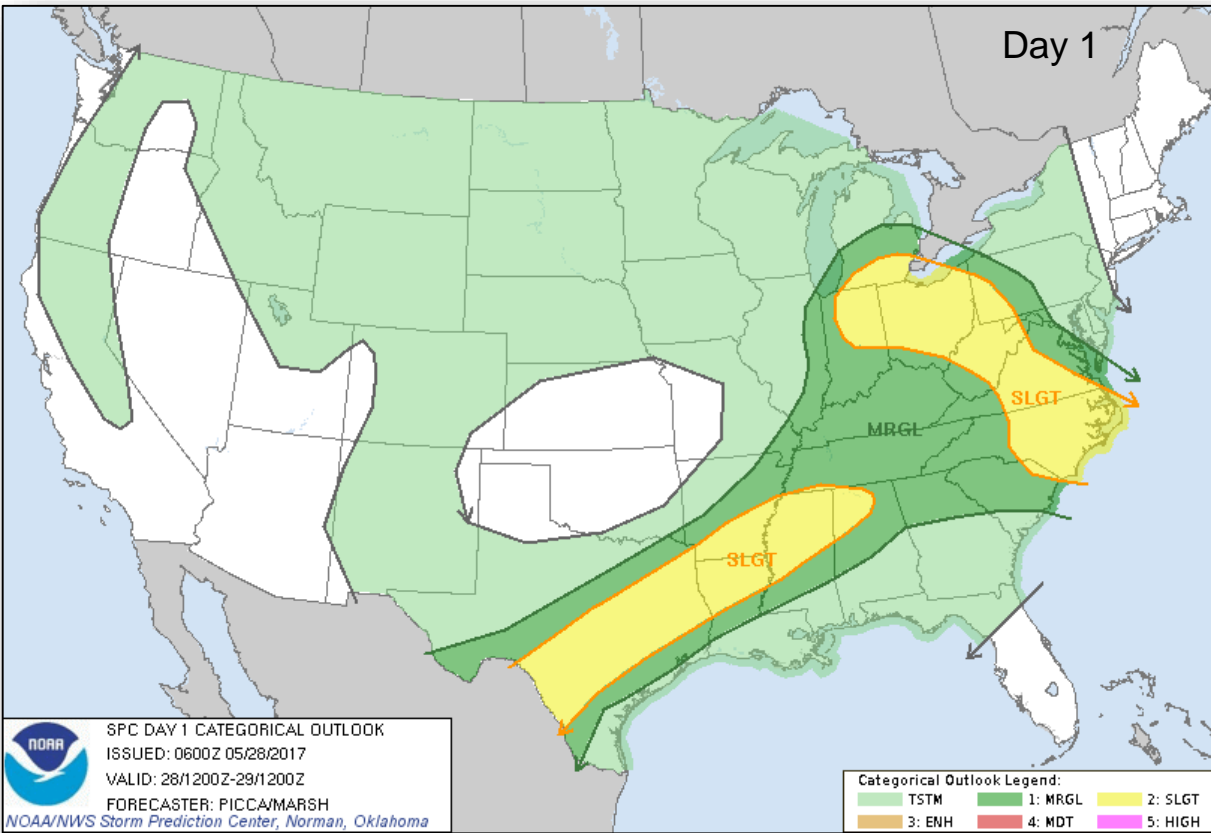 Day 1
SLGT
MRGL
SLGT
NOAA
SPC DAY 1 CATEGORICAL OUTLOOK
ISSUED: 0600Z 05/28/2017
VALID: 28/1200Z-29/1200Z
FORECASTER: PICCA/MARSH
NOAA/NWS Storm Prediction Center, Norman, Oklahoma
Categorical Outlook Legend:
TSTM 1: MRGL 2: SLGT
3: ENH 4: MDT 5: HIGH